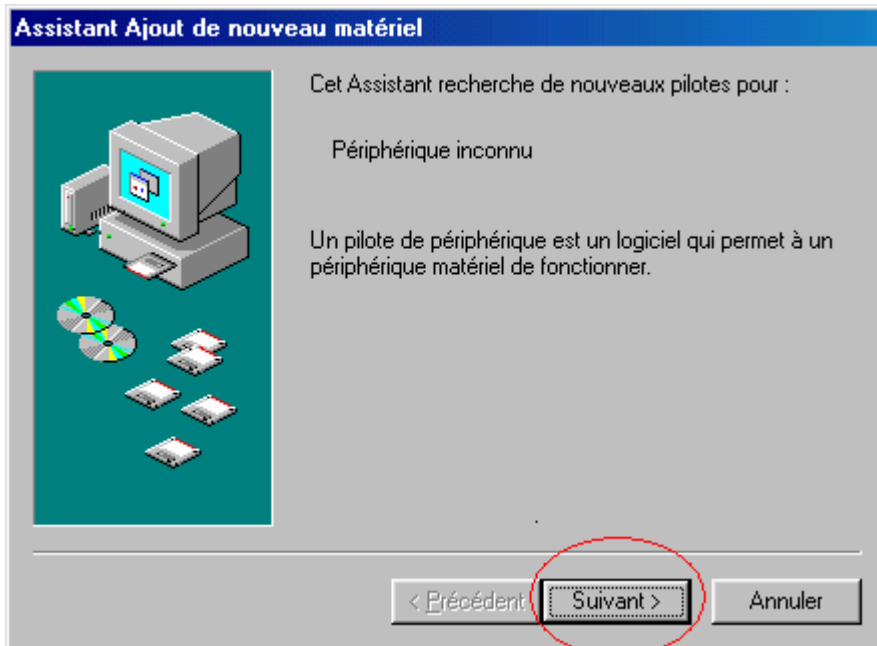 Assistant Ajout de nouveau matériel
Cet Assistant recherche de nouveaux pilotes pour :
Périphérique inconnu
Un pilote de périphérique est un logiciel qui permet à un
périphérique matériel de fonctionner.
< Précédent
Suivant >
Annuler